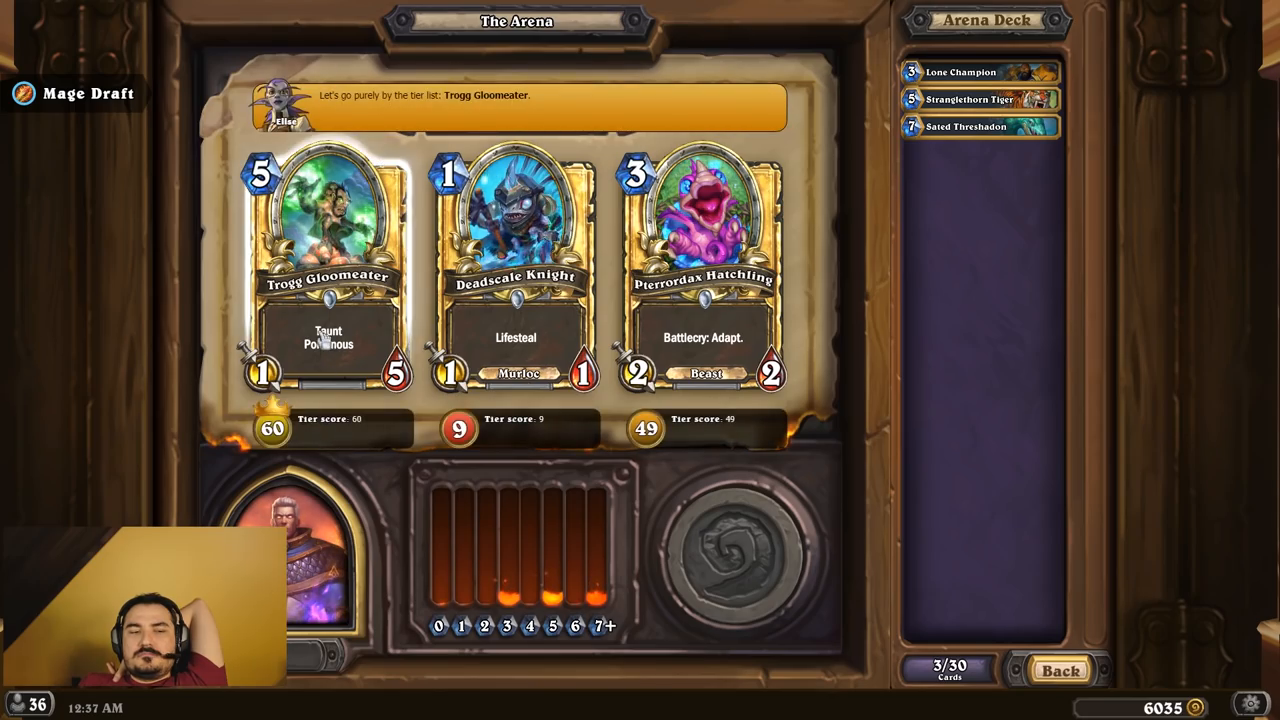 The Arena
Arena Deck
Mage Draft
Let's go purely by the tier list: Trogg Gloomeater.
Elise
3 Lone Champion
5 Stranglethorn Tiger
7 Sated Threshadon
5
1
3
Trogg Gloomeater
Deadscale Knight
Pterrordax Hatchling
Taunt
Poisonous
Lifesteal
Battlecry: Adapt.
1
5
1
Murloc
1
2
Beast
2
60 Tier score: 60
9 Tier score: 9
49 Tier score: 49
0 1 2 3 4 5 6 7+
3/30
Cards
Back
36
12:37 AM
6035